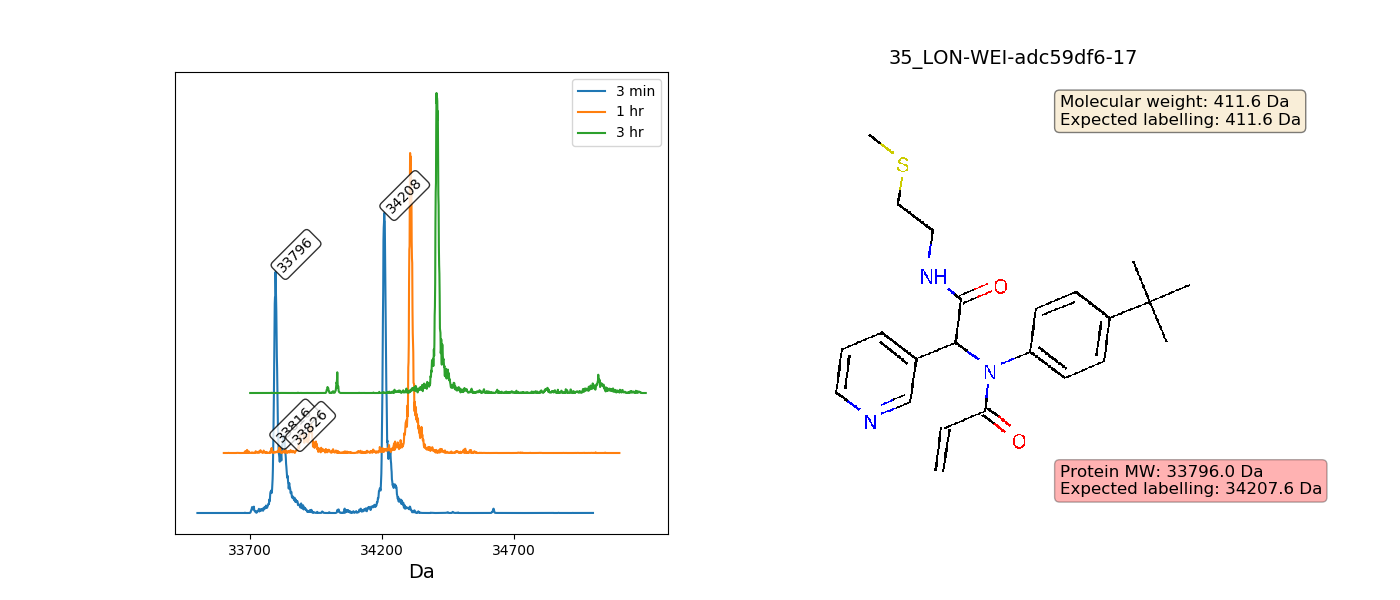 35_LON-WEI-adc59df6-17
3 min
1 hr
3 hr
Molecular weight: 411.6 Da
Expected labelling: 411.6 Da
34208
33796
33816
33826
S
NH
O
N
N
O
Protein MW: 33796.0 Da
Expected labelling: 34207.6 Da
33700
34200
34700
Da